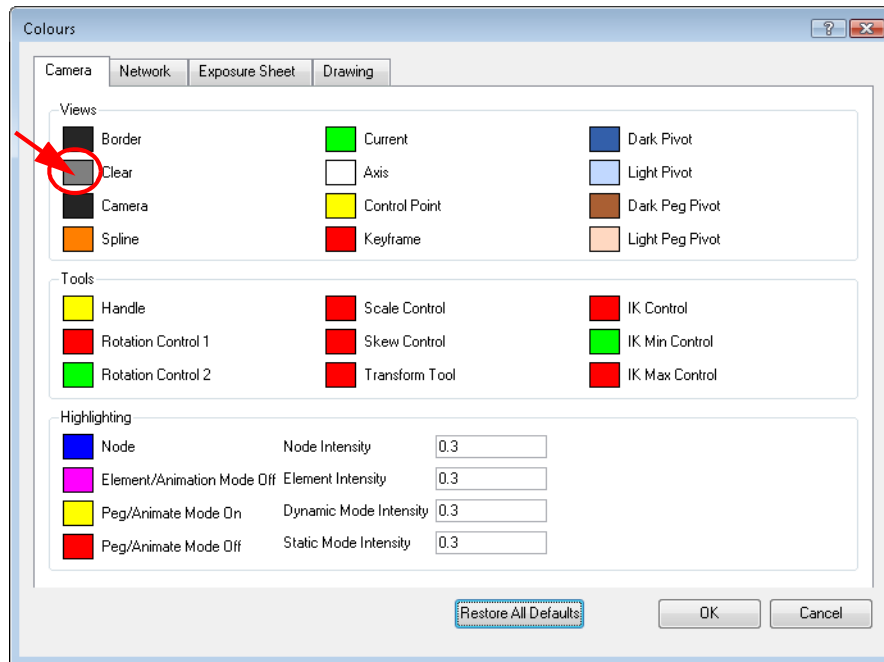 Colours
Camera Network Exposure Sheet Drawing
Views
Border Current Dark Pivot
Clear Axis Light Pivot
Camera Control Point Dark Peg Pivot
Spline Keyframe Light Peg Pivot
Tools
Handle Scale Control IK Control
Rotation Control 1 Skew Control IK Min Control
Rotation Control 2 Transform Tool IK Max Control
Highlighting
Node Node Intensity 0.3
Element/Animation Mode Off Element Intensity 0.3
Peg/Animate Mode On Dynamic Mode Intensity 0.3
Peg/Animate Mode Off Static Mode Intensity 0.3
Restore All Defaults OK Cancel